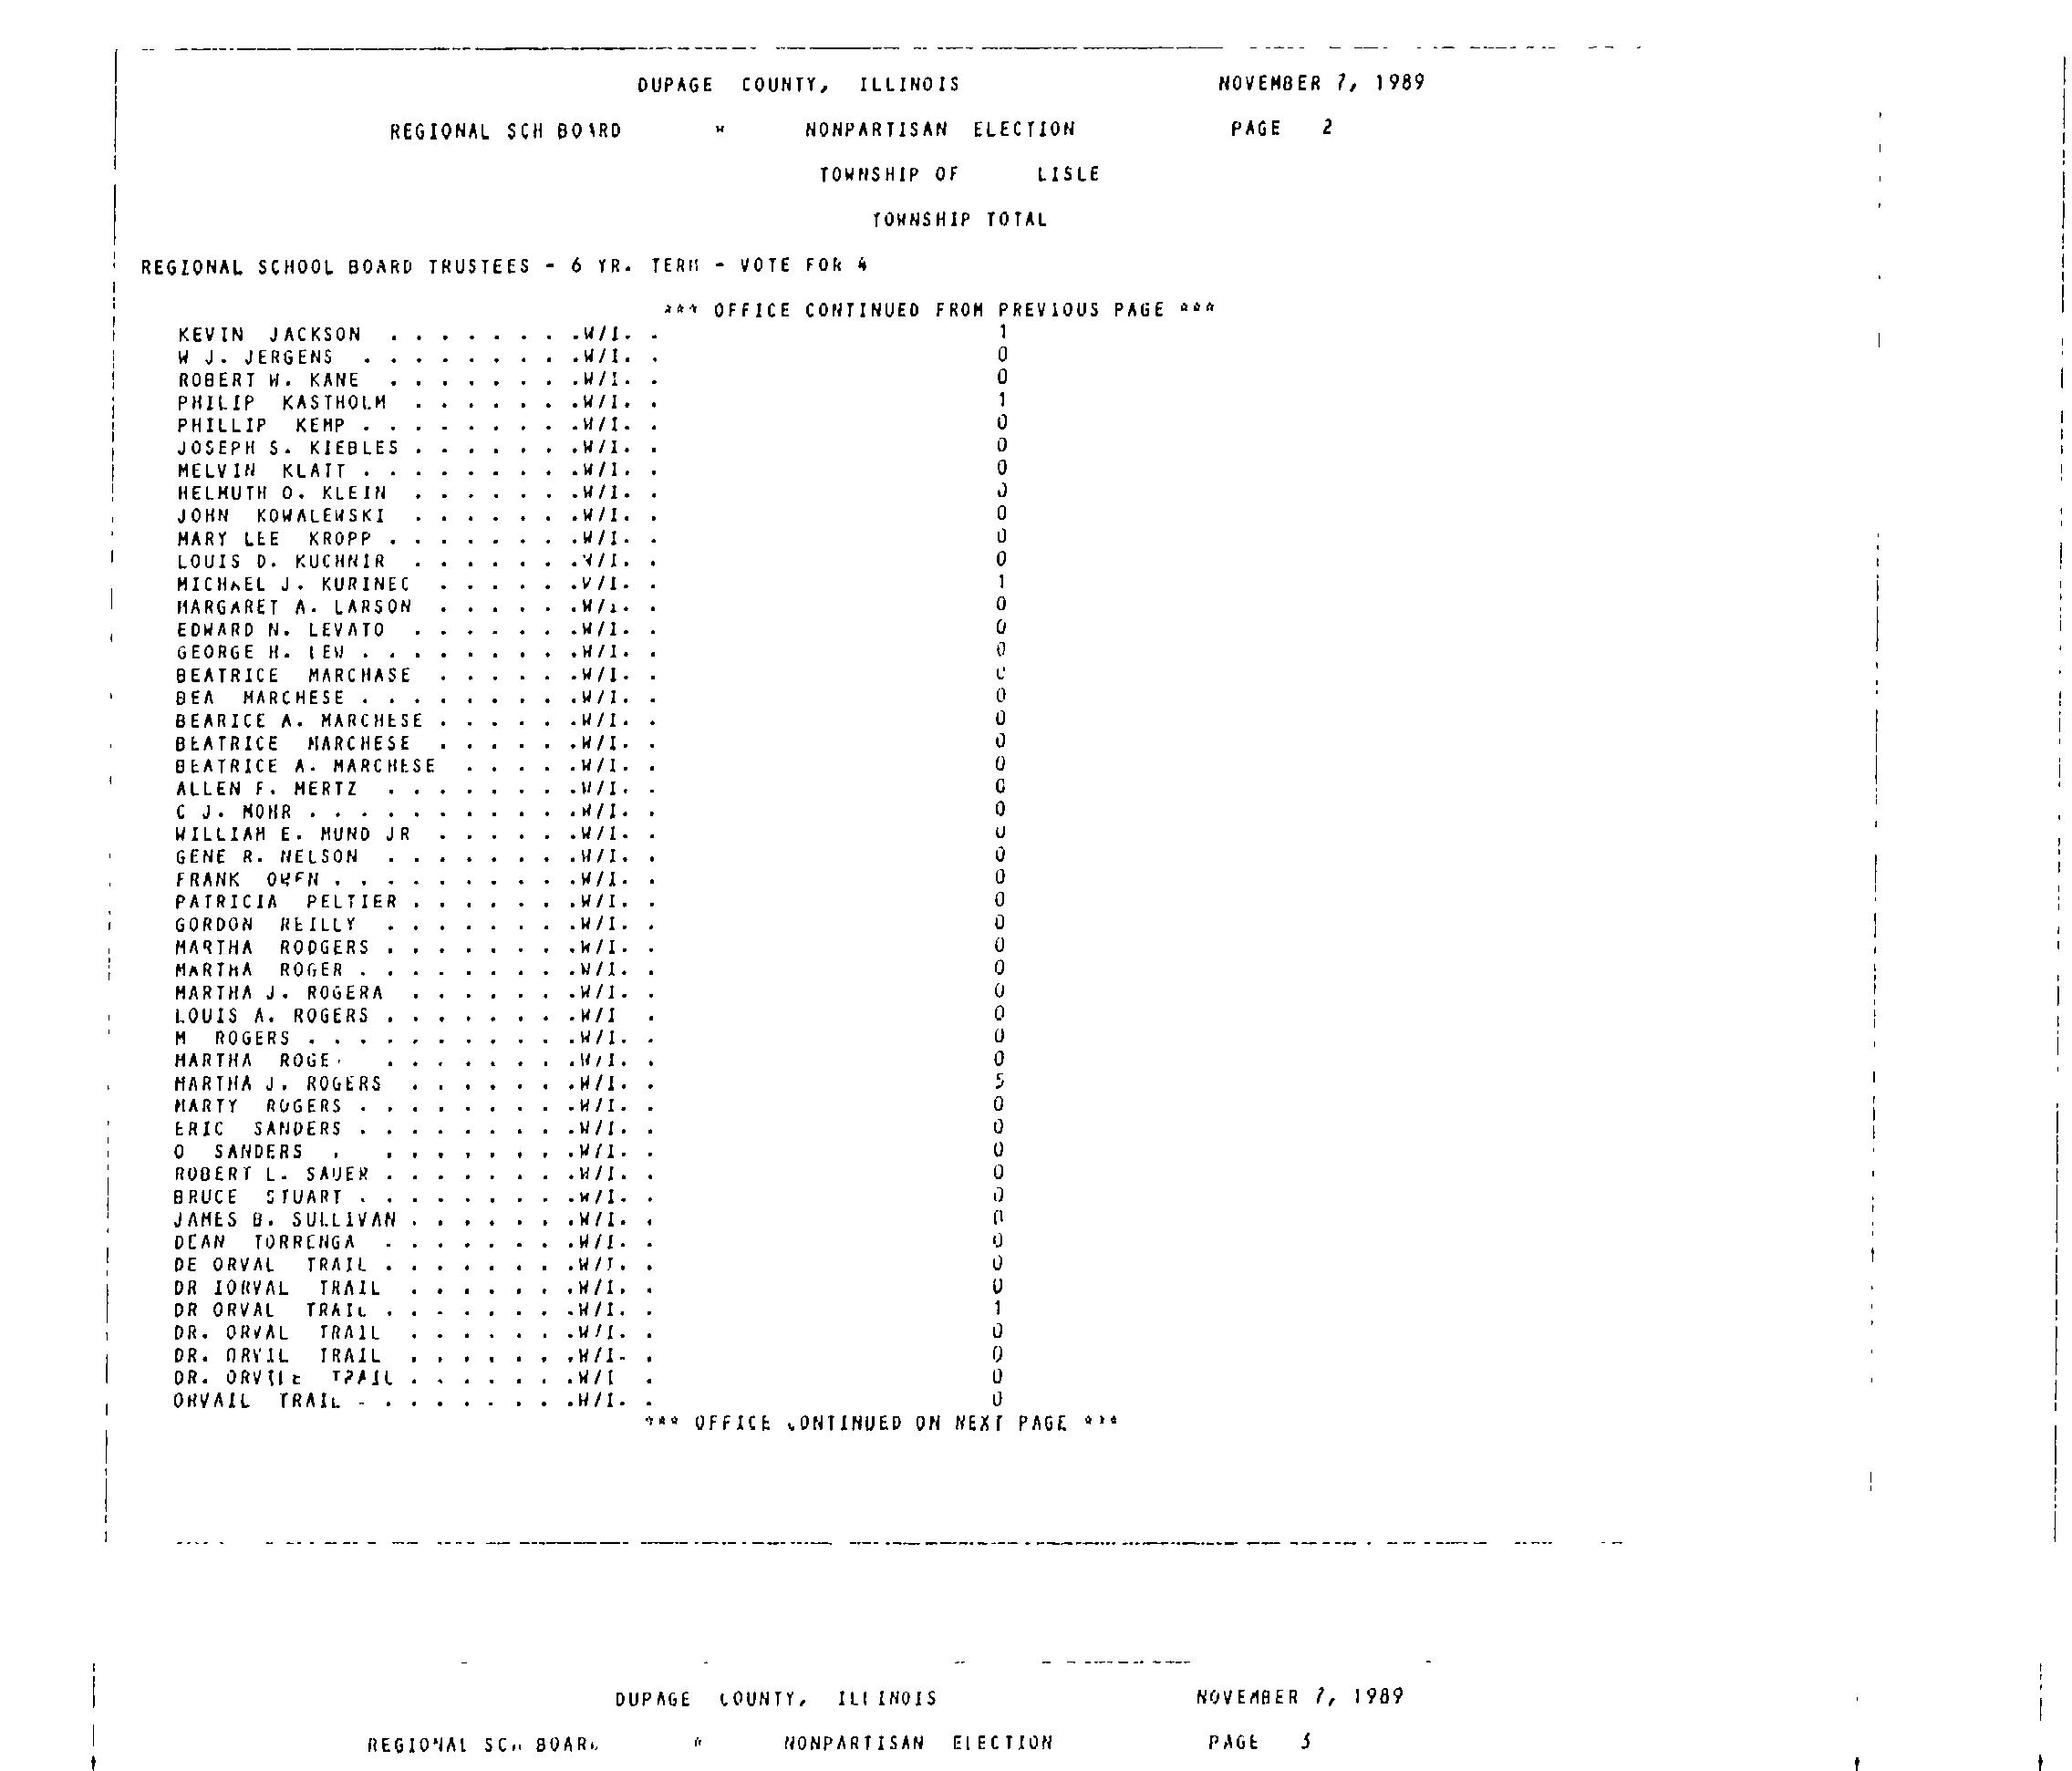 DUPAGE COUNTY, ILLINOIS NOVEMBER 7, 1989
REGIONAL SCH BOARD * NONPARTISAN ELECTION PAGE 2
TOWNSHIP OF LISLE
TOWNSHIP TOTAL
REGIONAL SCHOOL BOARD TRUSTEES - 6 YR. TERM - VOTE FOR 4
*** OFFICE CONTINUED FROM PREVIOUS PAGE ***
KEVIN JACKSON . . . . . . . .W/I. . 1
W J. JERGENS . . . . . . . . .W/I. . 0
ROBERT W. KANE . . . . . . . .W/I. . 0
PHILIP KASTHOLM . . . . . . .W/I. . 1
PHILLIP KEMP . . . . . . . . .W/I. . 0
JOSEPH S. KIEBLES . . . . . . .W/I. . 0
MELVIN KLATT . . . . . . . . .W/I. . 0
HELMUTH O. KLEIN . . . . . . .W/I. . 0
JOHN KOWALEWSKI . . . . . . .W/I. . 0
MARY LEE KROPP . . . . . . . .W/I. . 0
LOUIS D. KUCHNIR . . . . . . .W/I. . 0
MICHAEL J. KURINEC . . . . . .W/I. . 1
MARGARET A. LARSON . . . . . .W/I. . 0
EDWARD N. LEVATO . . . . . . .W/I. . 0
GEORGE H. LEW . . . . . . . . .W/I. . 0
BEATRICE MARCHASE . . . . . .W/I. . 0
BEA MARCHESE . . . . . . . . .W/I. . 0
BEARICE A. MARCHESE . . . . . .W/I. . 0
BEATRICE MARCHESE . . . . . .W/I. . 0
BEATRICE A. MARCHESE . . . . .W/I. . 0
ALLEN F. MERTZ . . . . . . . .W/I. . 0
C J. MOHR . . . . . . . . . . .W/I. . 0
WILLIAM E. MUND JR . . . . . .W/I. . 0
GENE R. NELSON . . . . . . . .W/I. . 0
FRANK OWEN . . . . . . . . . .W/I. . 0
PATRICIA PELTIER . . . . . . .W/I. . 0
GORDON REILLY . . . . . . . .W/I. . 0
MARTHA RODGERS . . . . . . . .W/I. . 0
MARTHA ROGER . . . . . . . . .W/I. . 0
MARTHA J. ROGERA . . . . . . .W/I. . 0
LOUIS A. ROGERS . . . . . . . .W/I . 0
M ROGERS . . . . . . . . . . .W/I. . 0
MARTHA . . . . . . . .W/I. . 0
MARTHA J. ROGERS . . . . . . .W/I. . 5
MARTY ROGERS . . . . . . . . .W/I. . 0
ERIC SANDERS . . . . . . . . .W/I. . 0
O SANDERS . . . . . . . . .W/I. . 0
ROBERT L. SAUER . . . . . . . .W/I. . 0
BRUCE STUART . . . . . . . . .W/I. . 0
JAMES B. SULLIVAN . . . . . . .W/I. . 0
DEAN TORRENGA . . . . . . . .W/I. . 0
DE ORVAL TRAIL . . . . . . . .W/I. . 0
DR IORVAL TRAIL . . . . . . .W/I. . 0
DR ORVAL TRAIL . . . . . . . .W/I. . 1
DR. ORVAL TRAIL . . . . . . .W/I. . 0
DR. ORVIL TRAIL . . . . . . .W/I. . 0
DR. ORVILE TRAIL . . . . . . .W/I . 0
ORVAIL TRAIL . . . . . . . . .W/I. . 0
*** OFFICE CONTINUED ON NEXT PAGE ***
DUPAGE COUNTY, ILLINOIS NOVEMBER 7, 1989
REGIONAL SCH BOARD * NONPARTISAN ELECTION PAGE 3